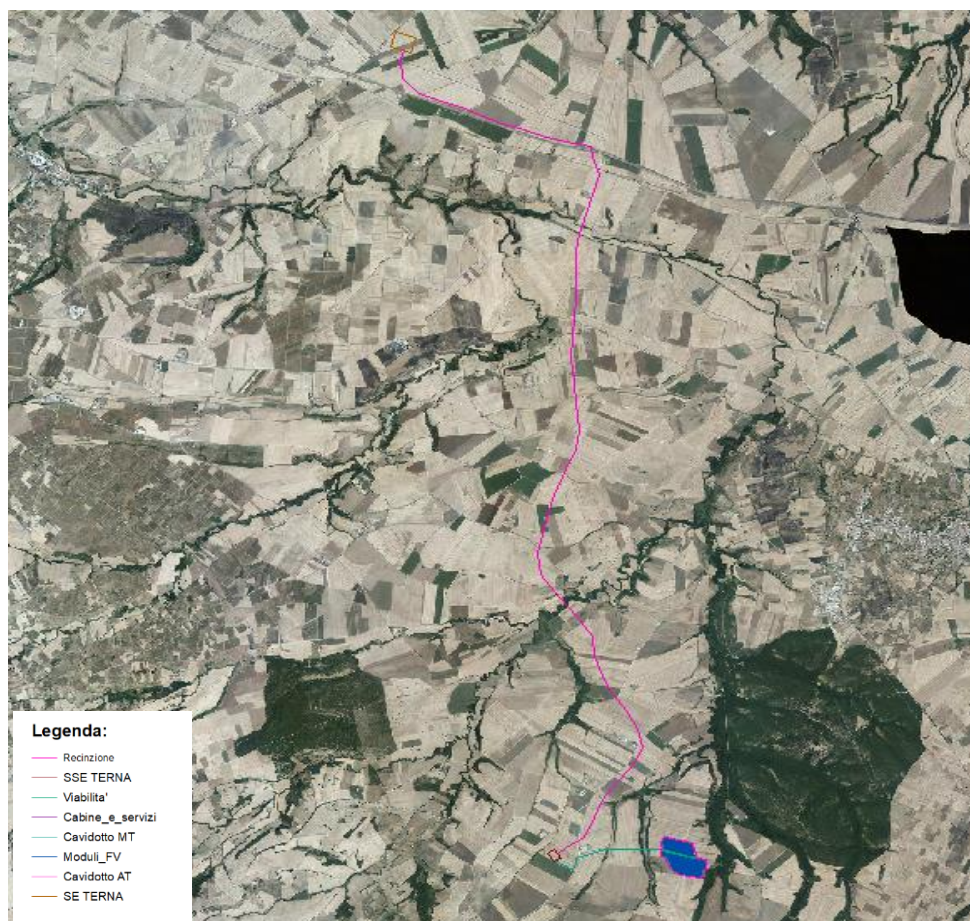 Legenda:
Recinzione
SSE TERNA
Viabilita'
Cabine_e_servizi
Cavidotto MT
Moduli_FV
Cavidotto AT
SE TERNA